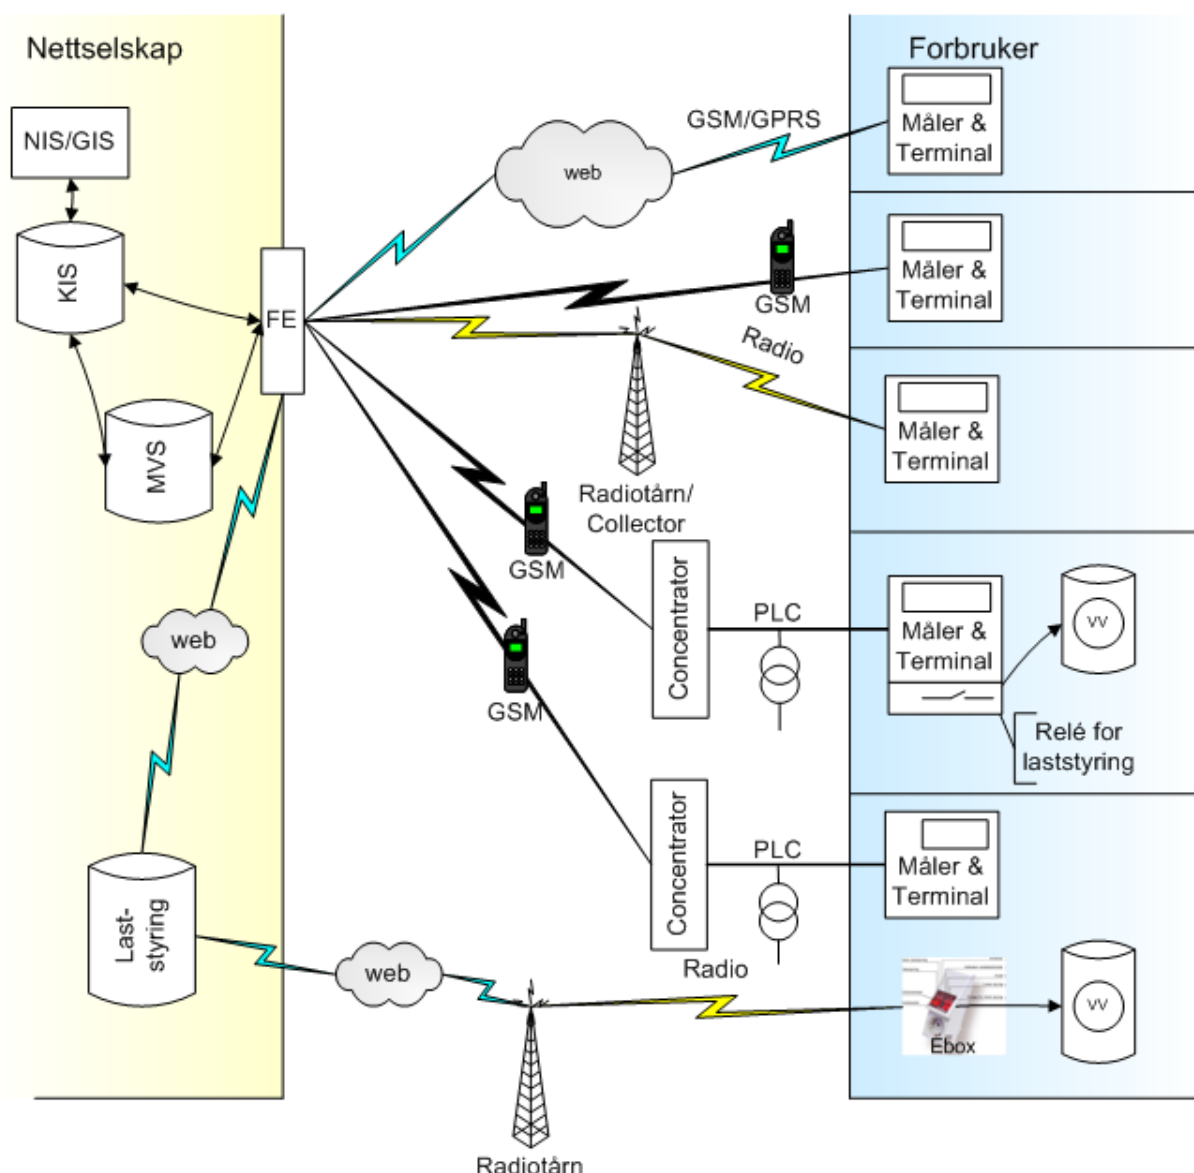 Nettselskap
Forbruker
NIS/GIS
KIS
MVS
FE
web
GSM/GPRS
Måler &
Terminal
GSM
Måler &
Terminal
Radio
Måler &
Terminal
Radiotårn/
Collector
GSM
Concentrator
PLC
Måler &
Terminal
VV
Relé for
laststyring
GSM
web
Concentrator
PLC
Måler &
Terminal
Last-
styring
web
Radio
Ebox
VV
Radiotårn